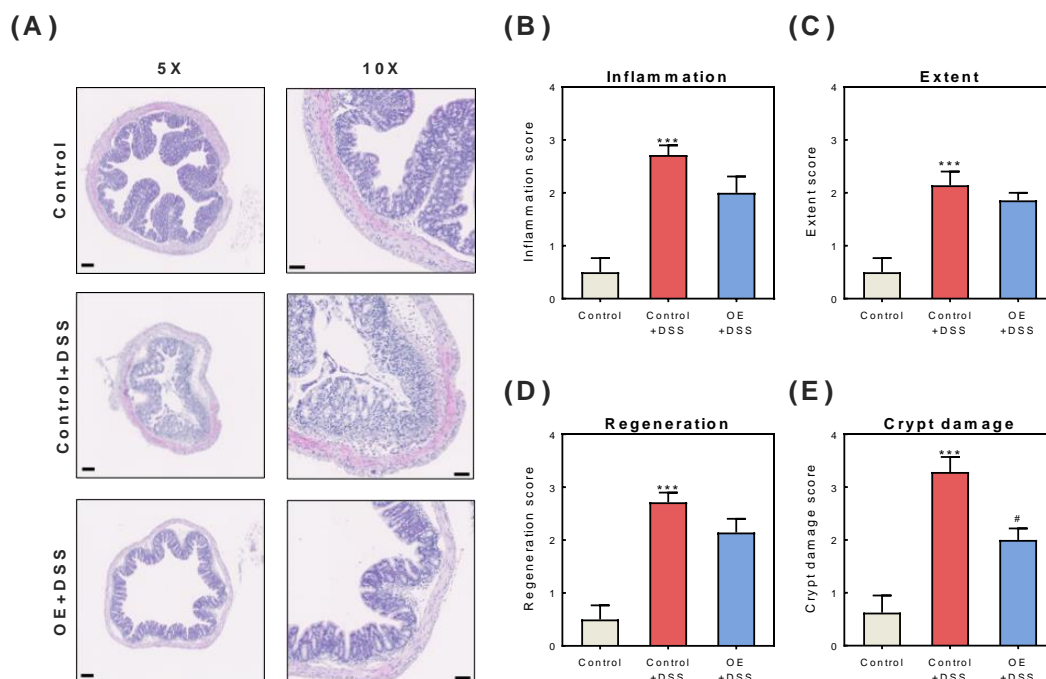 (A)
5X
10X
Control
Control+DSS
OE+DSS
(B)
Inflammation
Inflammation score
4
3
2
1
0
***
Control
Control
+DSS
OE
+DSS
(C)
Extent
Extent score
4
3
2
1
0
***
Control
Control
+DSS
OE
+DSS
(D)
Regeneration
Regeneration score
4
3
2
1
0
***
Control
Control
+DSS
OE
+DSS
(E)
Crypt damage
Crypt damage score
4
3
2
1
0
***
#
Control
Control
+DSS
OE
+DSS